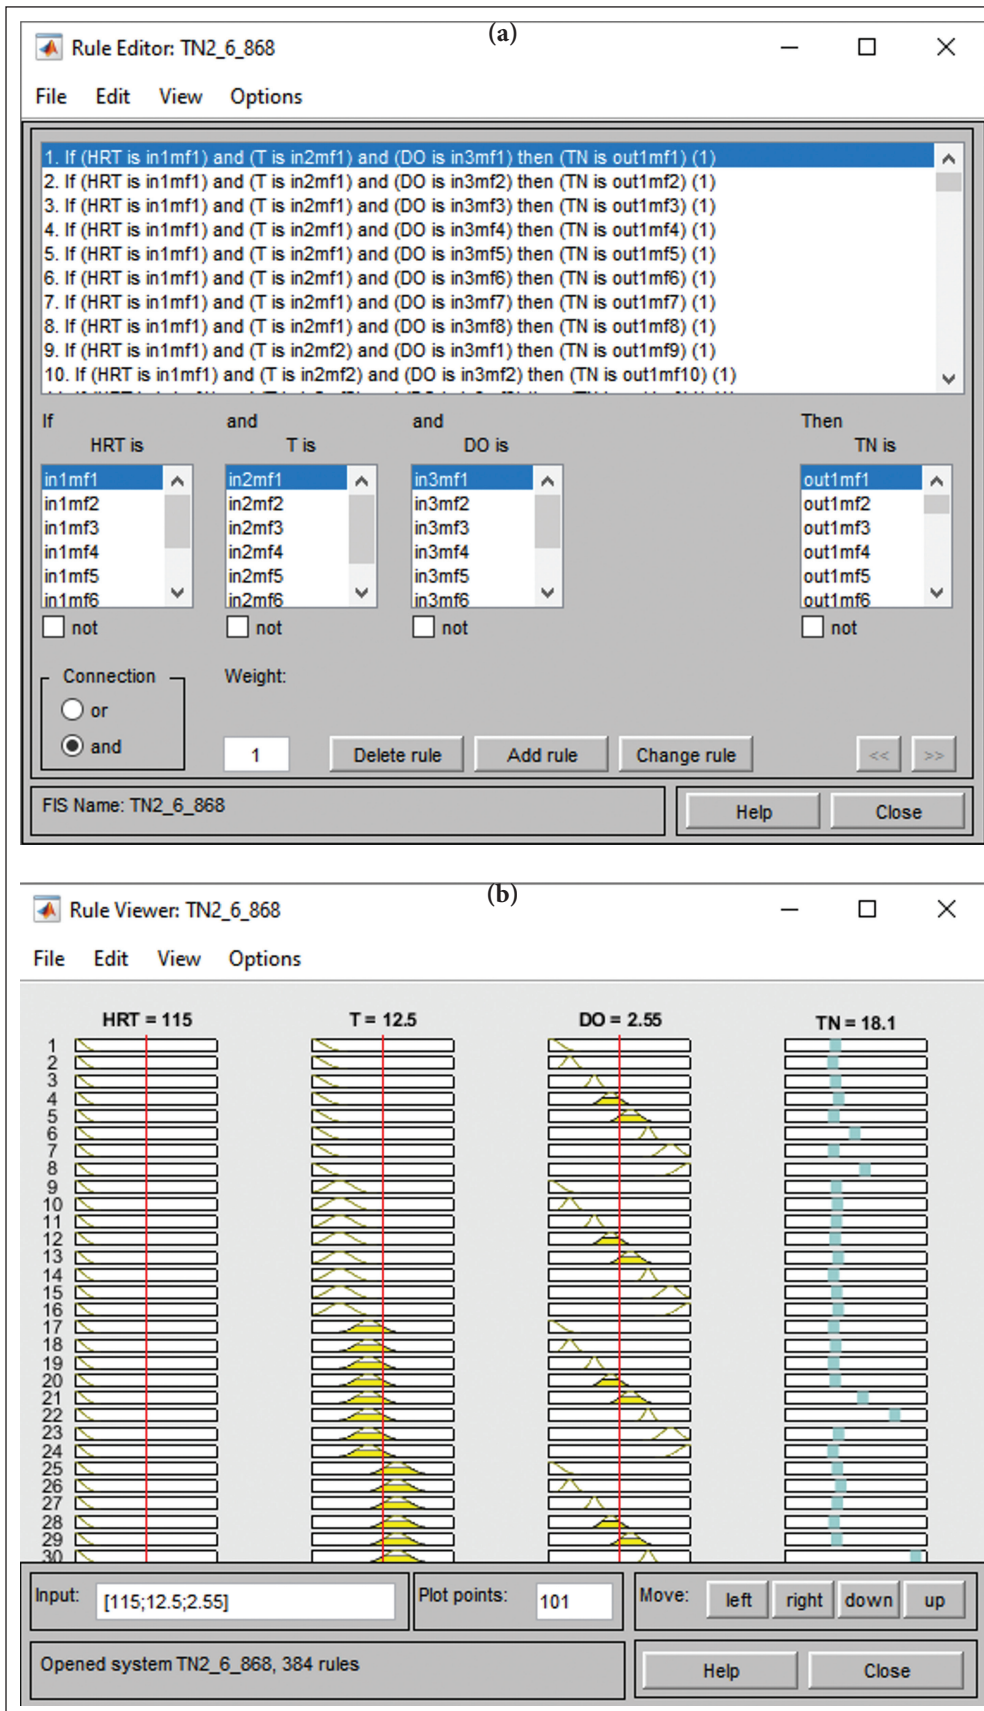 (a)
Rule Editor: TN2_6_868
File Edit View Options
1. If (HRT is in1mf1) and (T is in2mf1) and (DO is in3mf1) then (TN is out1mf1) (1)
2. If (HRT is in1mf1) and (T is in2mf1) and (DO is in3mf2) then (TN is out1mf2) (1)
3. If (HRT is in1mf1) and (T is in2mf1) and (DO is in3mf3) then (TN is out1mf3) (1)
4. If (HRT is in1mf1) and (T is in2mf1) and (DO is in3mf4) then (TN is out1mf4) (1)
5. If (HRT is in1mf1) and (T is in2mf1) and (DO is in3mf5) then (TN is out1mf5) (1)
6. If (HRT is in1mf1) and (T is in2mf1) and (DO is in3mf6) then (TN is out1mf6) (1)
7. If (HRT is in1mf1) and (T is in2mf1) and (DO is in3mf7) then (TN is out1mf7) (1)
8. If (HRT is in1mf1) and (T is in2mf1) and (DO is in3mf8) then (TN is out1mf8) (1)
9. If (HRT is in1mf1) and (T is in2mf2) and (DO is in3mf1) then (TN is out1mf9) (1)
10. If (HRT is in1mf1) and (T is in2mf2) and (DO is in3mf2) then (TN is out1mf10) (1)
If and and Then
HRT is T is DO is TN is
in1mf1 in2mf1 in3mf1 out1mf1
in1mf2 in2mf2 in3mf2 out1mf2
in1mf3 in2mf3 in3mf3 out1mf3
in1mf4 in2mf4 in3mf4 out1mf4
in1mf5 in2mf5 in3mf5 out1mf5
in1mf6 in2mf6 in3mf6 out1mf6
not not not not
Connection Weight:
or
and 1 Delete rule Add rule Change rule << >>
FIS Name: TN2_6_868 Help Close
(b)
Rule Viewer: TN2_6_868
File Edit View Options
HRT = 115 T = 12.5 DO = 2.55 TN = 18.1
1
2
3
4
5
6
7
8
9
10
11
12
13
14
15
16
17
18
19
20
21
22
23
24
25
26
27
28
29
30
Input: [115;12.5;2.55] Plot points: 101 Move: left right down up
Opened system TN2_6_868, 384 rules Help Close